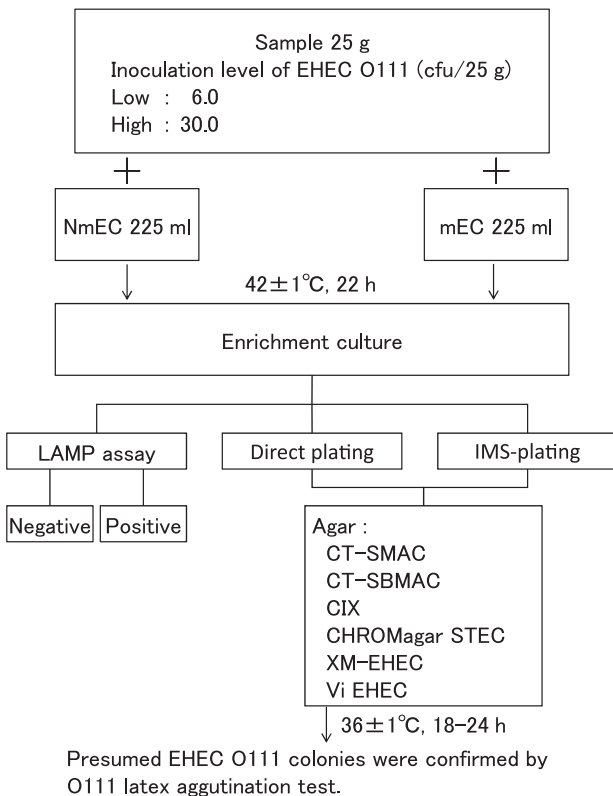 Sample 25 g
Inoculation level of EHEC O111 (cfu/25 g)
Low : 6.0
High : 30.0
NmEC 225 ml
mEC 225 ml
42±1℃, 22 h
Enrichment culture
LAMP assay
Direct plating
IMS-plating
Negative
Positive
Agar :
CT-SMAC
CT-SBMAC
CIX
CHROMagar STEC
XM-EHEC
Vi EHEC
36±1℃, 18-24 h
Presumed EHEC O111 colonies were confirmed by
O111 latex aggutination test.